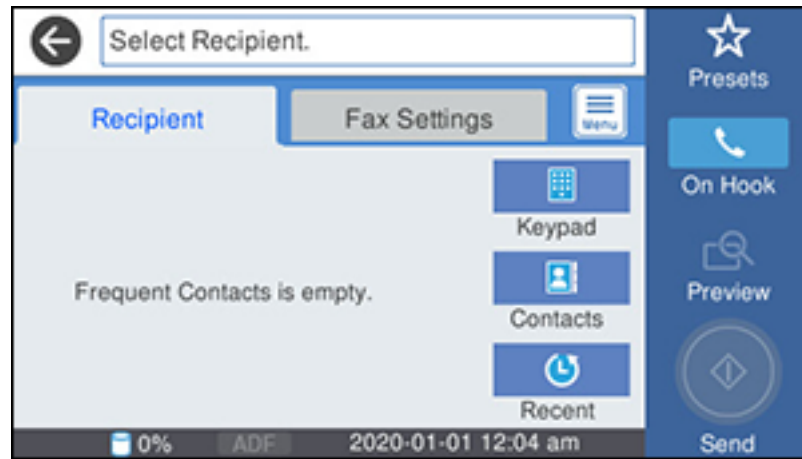 Select Recipient.
Presets
Recipient
Fax Settings
Menu
On Hook
Keypad
Preview
Frequent Contacts is empty.
Contacts
Recent
0%
ADF
2020-01-01 12:04 am
Send